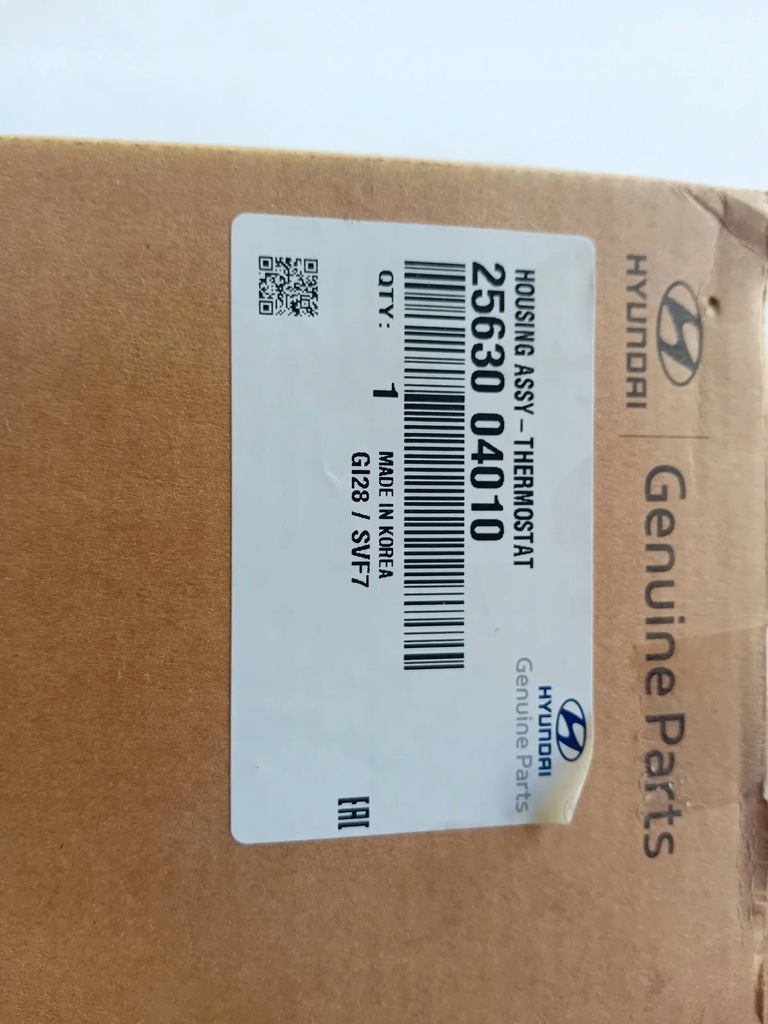 HYUNDAI
Genuine Parts
HOUSING ASSY-THERMOSTAT
25630 04010
HYUNDAI
Genuine Parts
QTY: 1
MADE IN KOREA
GI28 / SVF7
EAC